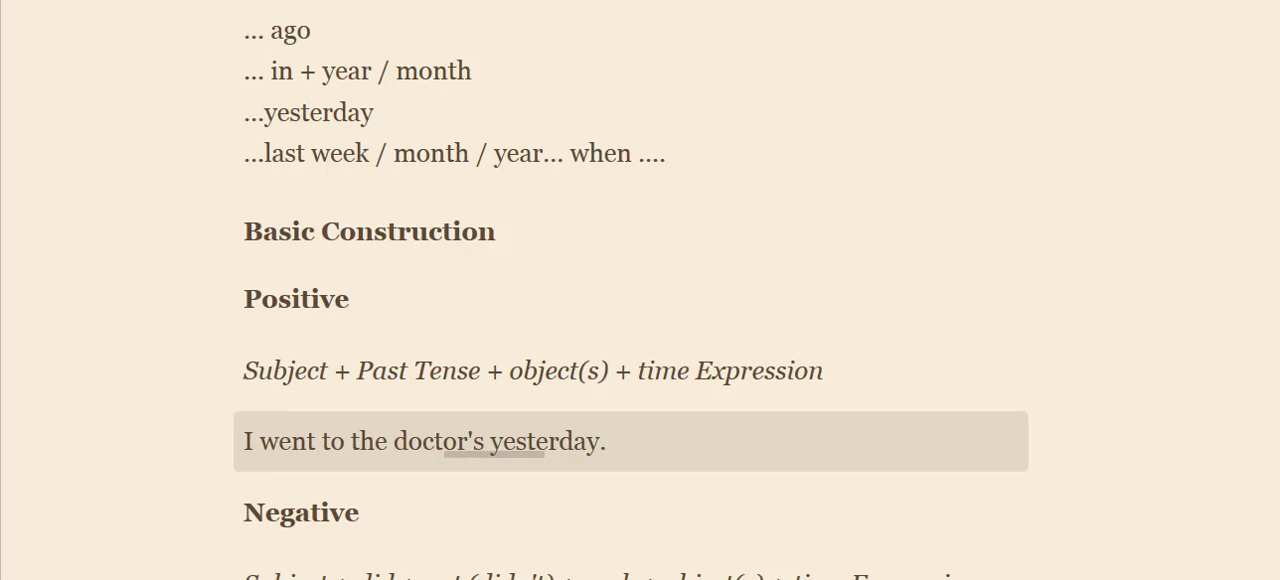 ... ago
... in + year / month
...yesterday
...last week / month / year... when ....
Basic Construction
Positive
Subject + Past Tense + object(s) + time Expression
I went to the doctor's yesterday.
Negative